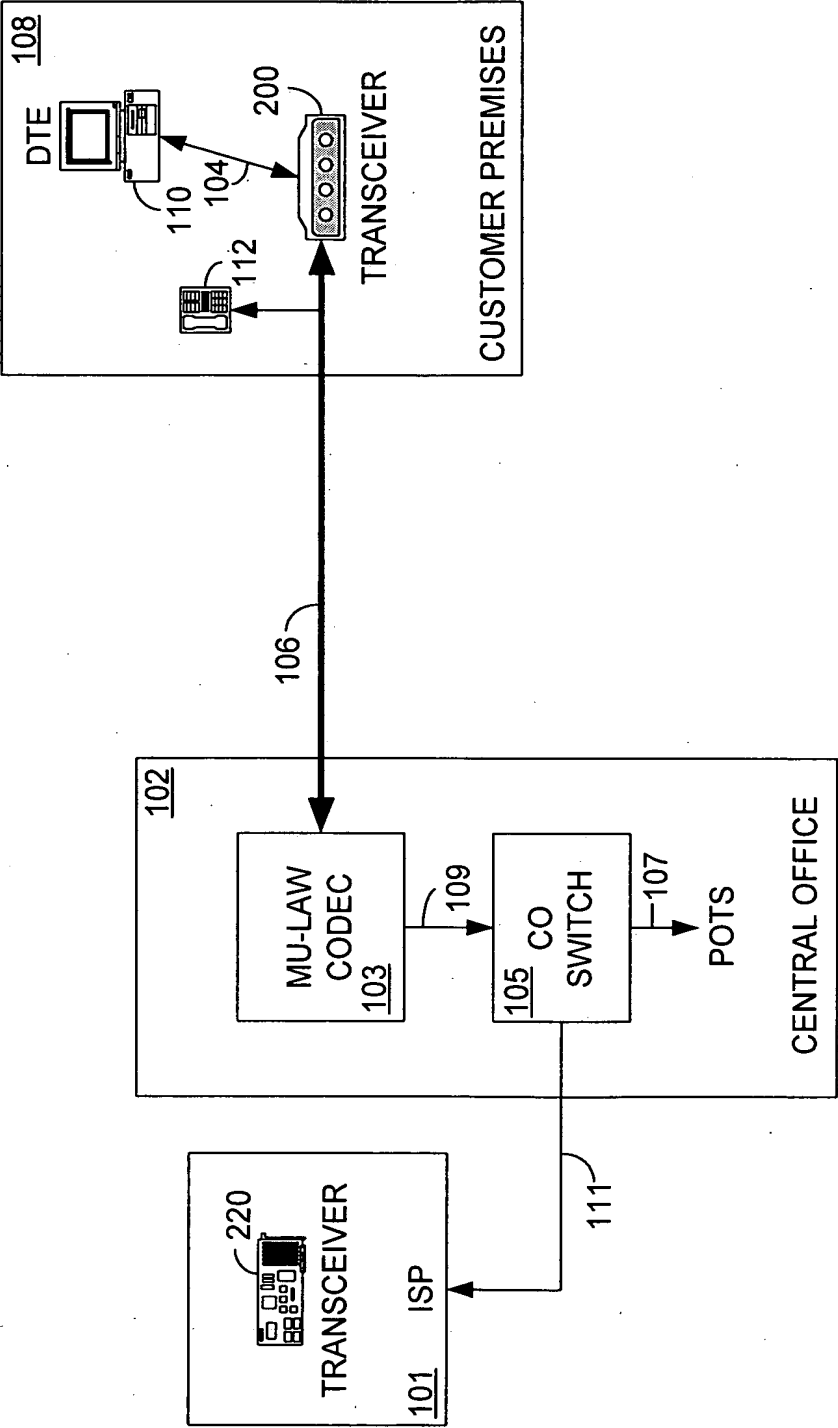 101
220
TRANSCEIVER
ISP
111
102
MU-LAW
CODEC
103
109
105
CO
SWITCH
107
POTS
CENTRAL OFFICE
106
108
DTE
110
104
112
200
TRANSCEIVER
CUSTOMER PREMISES